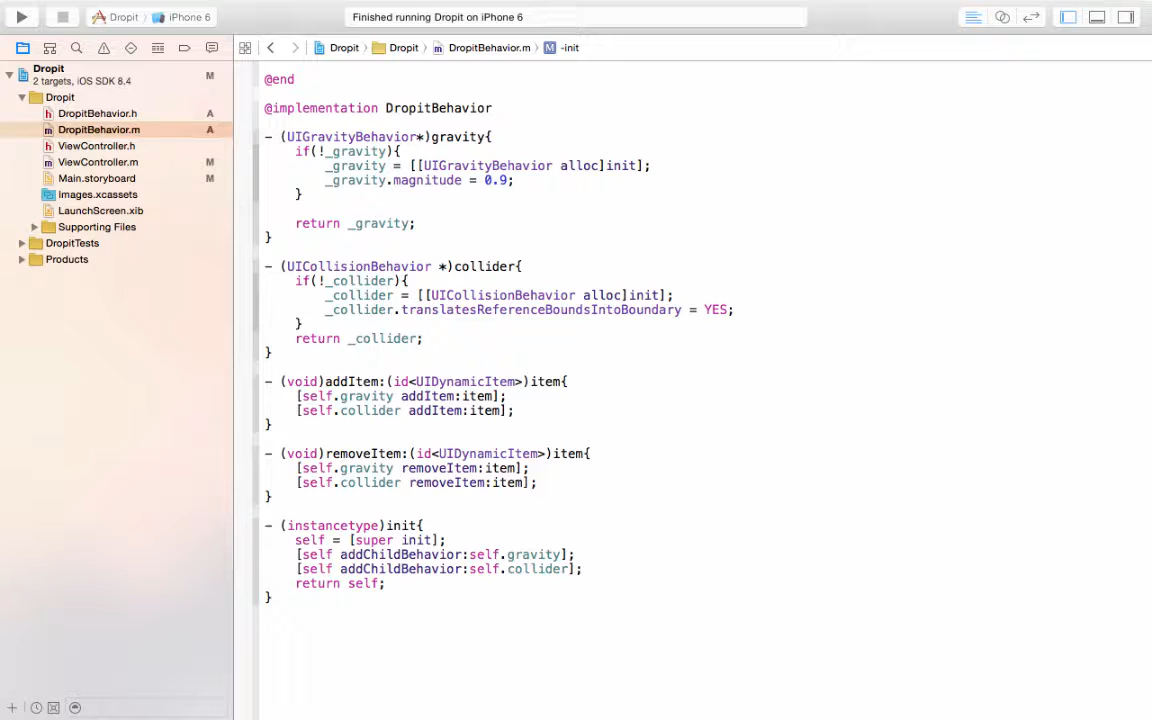 Dropit 〉 iPhone 6
Finished running Dropit on iPhone 6
Dropit 〉 Dropit 〉 DropitBehavior.m 〉 M -init
Dropit M
2 targets, iOS SDK 8.4
Dropit
h DropitBehavior.h A
m DropitBehavior.m A
h ViewController.h
m ViewController.m M
Main.storyboard M
Images.xcassets
LaunchScreen.xib
Supporting Files
DropitTests
Products
@end
@implementation DropitBehavior
- (UIGravityBehavior*)gravity{
if(!_gravity){
_gravity = [[UIGravityBehavior alloc]init];
_gravity.magnitude = 0.9;
}
return _gravity;
}
- (UICollisionBehavior *)collider{
if(!_collider){
_collider = [[UICollisionBehavior alloc]init];
_collider.translatesReferenceBoundsIntoBoundary = YES;
}
return _collider;
}
- (void)addItem:(id<UIDynamicItem>)item{
[self.gravity addItem:item];
[self.collider addItem:item];
}
- (void)removeItem:(id<UIDynamicItem>)item{
[self.gravity removeItem:item];
[self.collider removeItem:item];
}
- (instancetype)init{
self = [super init];
[self addChildBehavior:self.gravity];
[self addChildBehavior:self.collider];
return self;
}